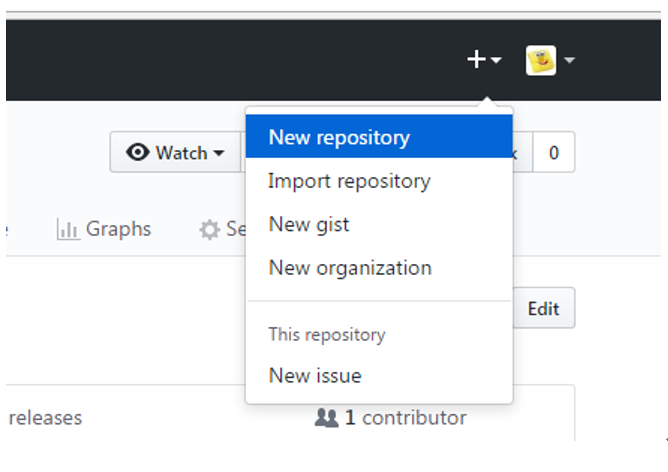 New repository
Watch
0
Import repository
Graphs
New gist
New organization
Edit
This repository
New issue
releases
1 contributor